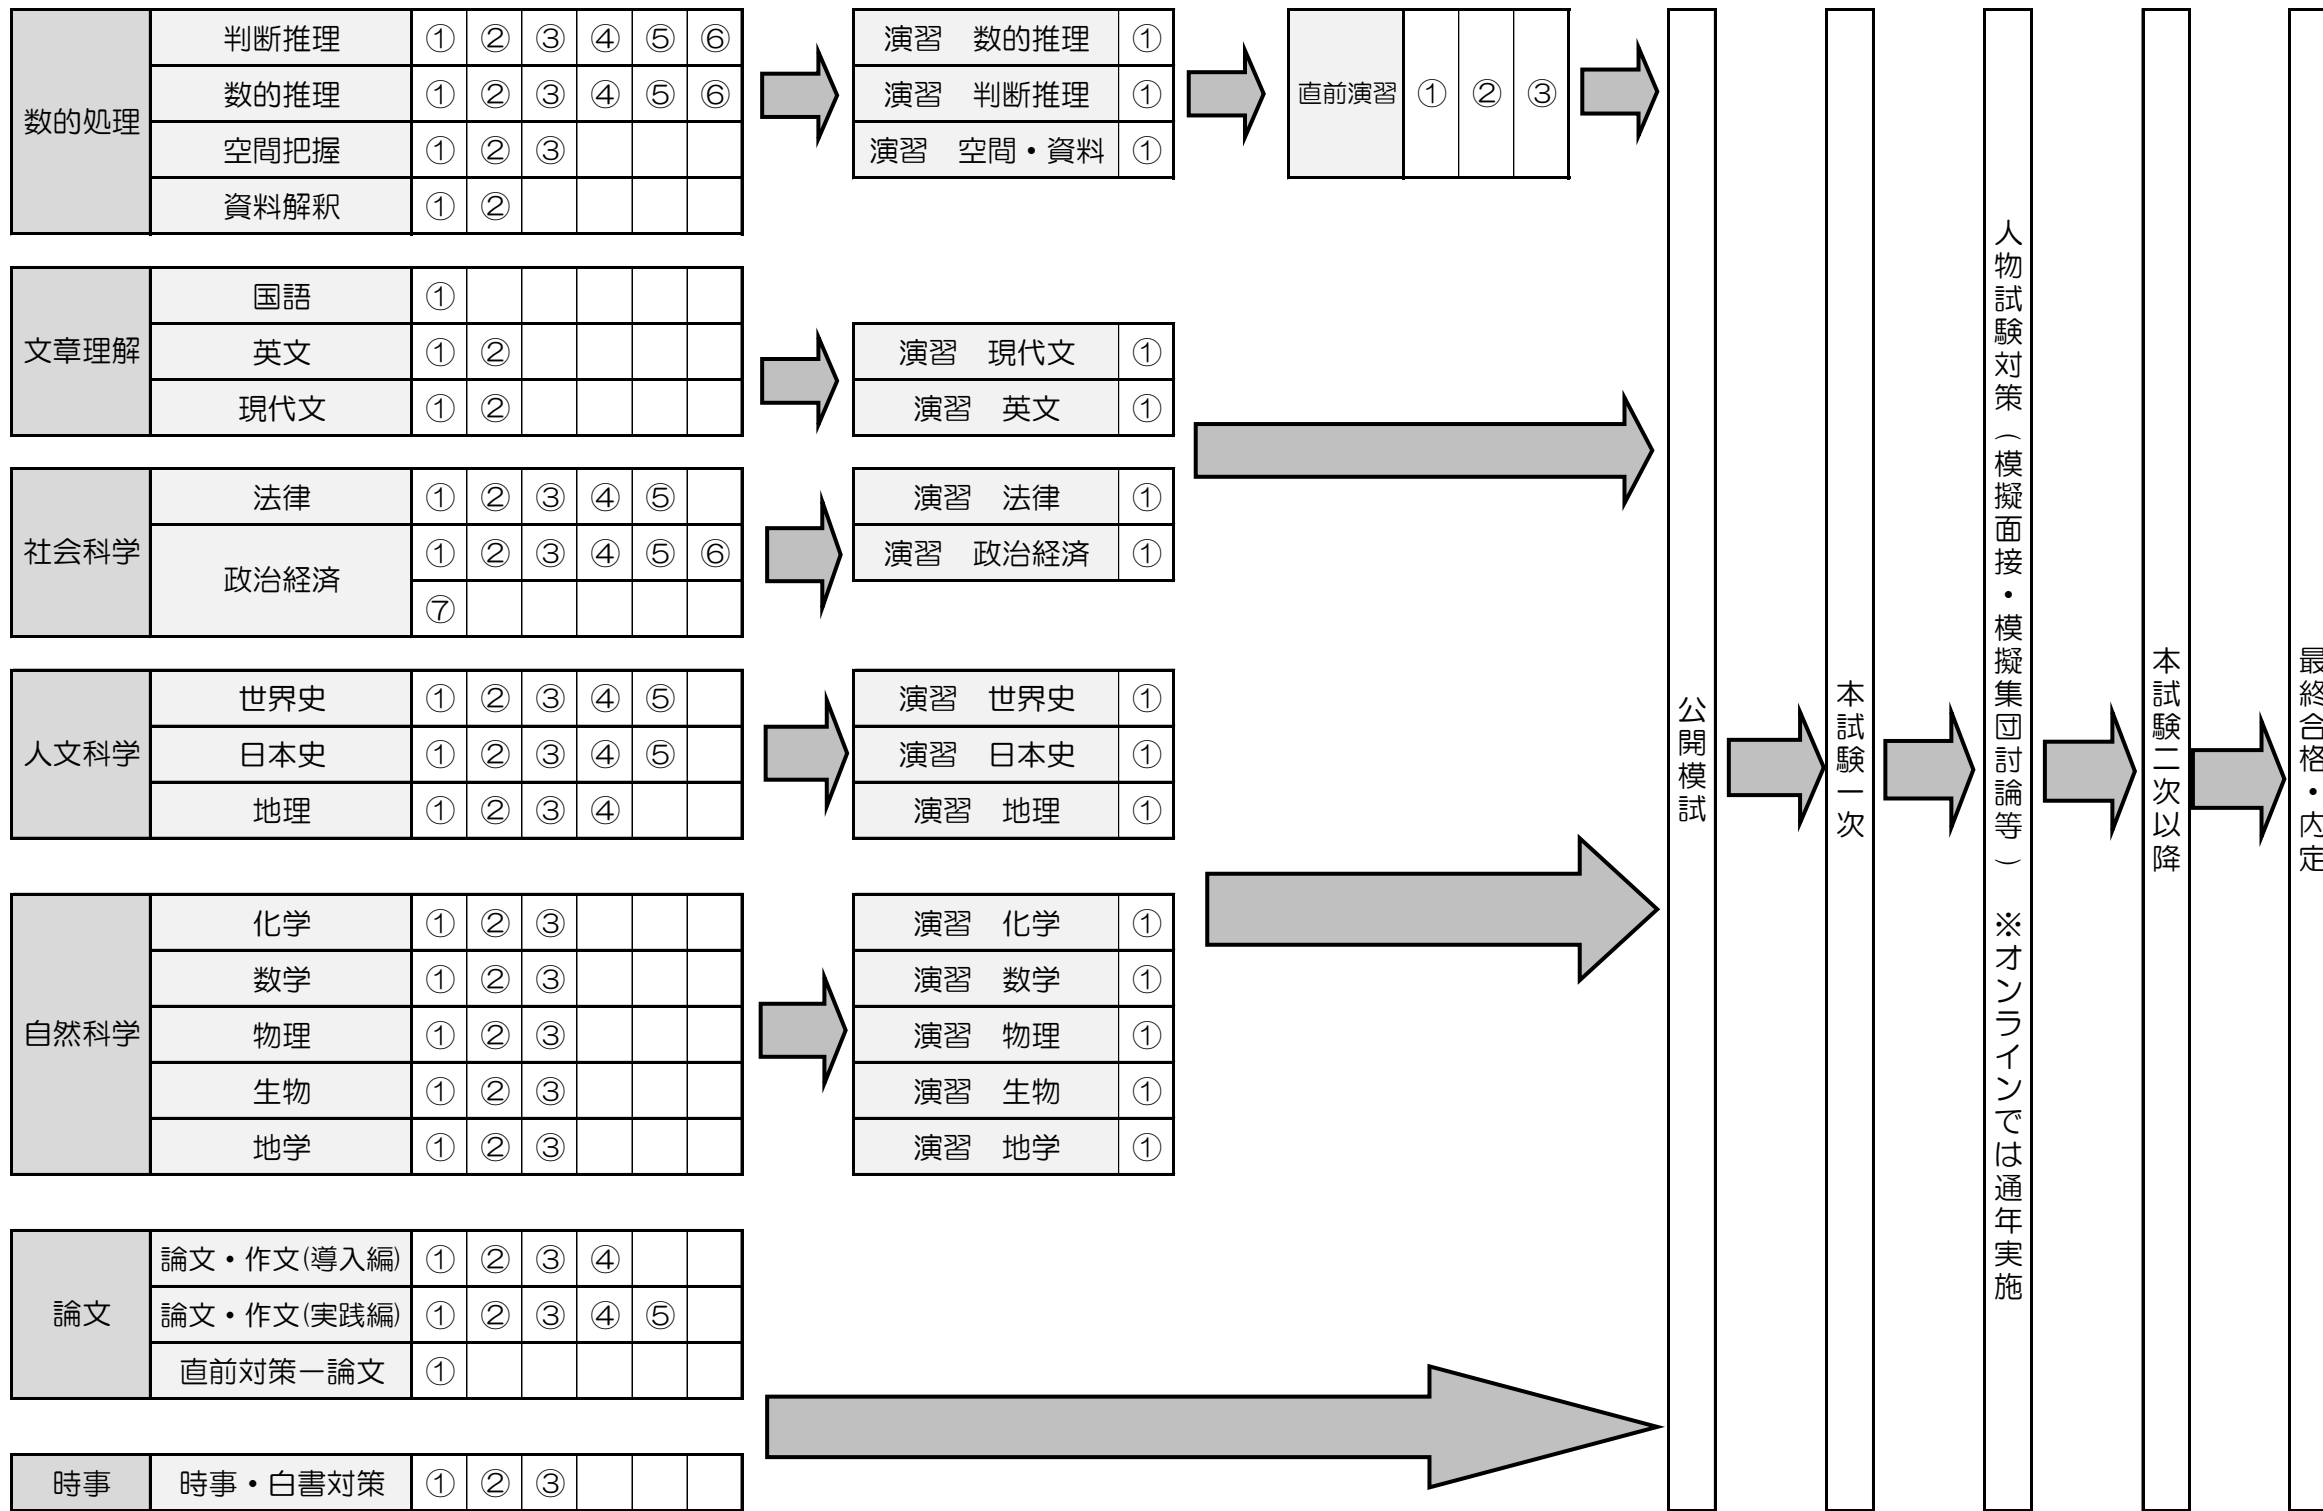 数的処理
判断推理 ① ② ③ ④ ⑤ ⑥
数的推理 ① ② ③ ④ ⑤ ⑥
空間把握 ① ② ③
資料解釈 ① ②
演習 数的推理 ①
演習 判断推理 ①
演習 空間・資料 ①
直前演習 ① ② ③
文章理解
国語 ①
英文 ① ②
現代文 ① ②
演習 現代文 ①
演習 英文 ①
社会科学
法律 ① ② ③ ④ ⑤
政治経済 ① ② ③ ④ ⑤ ⑥
⑦
演習 法律 ①
演習 政治経済 ①
人文科学
世界史 ① ② ③ ④ ⑤
日本史 ① ② ③ ④ ⑤
地理 ① ② ③ ④
演習 世界史 ①
演習 日本史 ①
演習 地理 ①
自然科学
化学 ① ② ③
数学 ① ② ③
物理 ① ② ③
生物 ① ② ③
地学 ① ② ③
演習 化学 ①
演習 数学 ①
演習 物理 ①
演習 生物 ①
演習 地学 ①
論文
論文・作文(導入編) ① ② ③ ④
論文・作文(実践編) ① ② ③ ④ ⑤
直前対策ー論文 ①
時事
時事・白書対策 ① ② ③
公開模試
本試験一次
人物試験対策（模擬面接・模擬集団討論等） ※オンラインでは通年実施
本試験二次以降
最終合格・内定